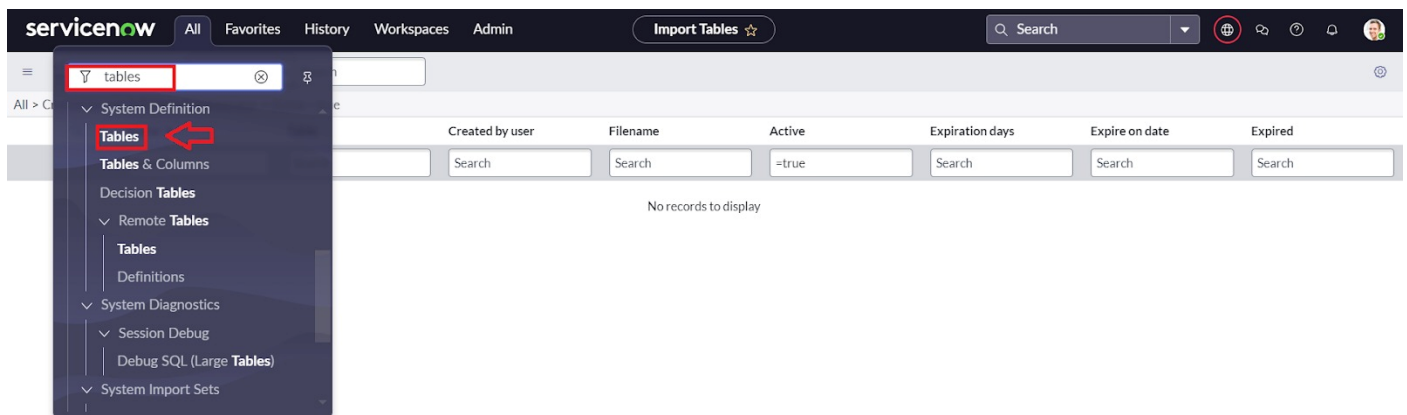 servicenow All Favorites History Workspaces Admin Import Tables Search
tables
All > Cr
System Definition
Tables
Created by user Filename Active Expiration days Expire on date Expired
Tables & Columns
Search Search =true Search Search Search
Decision Tables
No records to display
Remote Tables
Tables
Definitions
System Diagnostics
Session Debug
Debug SQL (Large Tables)
System Import Sets